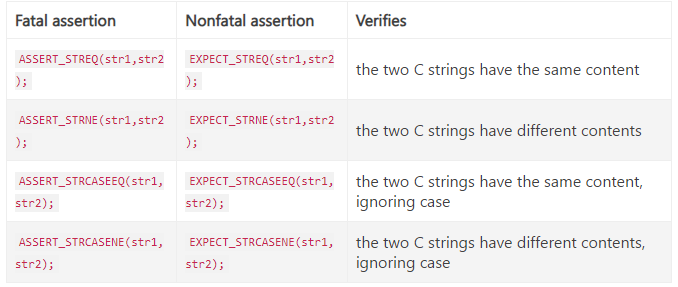 Fatal assertion Nonfatal assertion Verifies
ASSERT_STREQ(str1,str2
);
EXPECT_STREQ(str1,str2
);
the two C strings have the same content
ASSERT_STRNE(str1,str2
);
EXPECT_STRNE(str1,str2
);
the two C strings have different contents
ASSERT_STRCASEEQ(str1,
str2);
EXPECT_STRCASEEQ(str1,
str2);
the two C strings have the same content,
ignoring case
ASSERT_STRCASENE(str1,
str2);
EXPECT_STRCASENE(str1,
str2);
the two C strings have different contents,
ignoring case